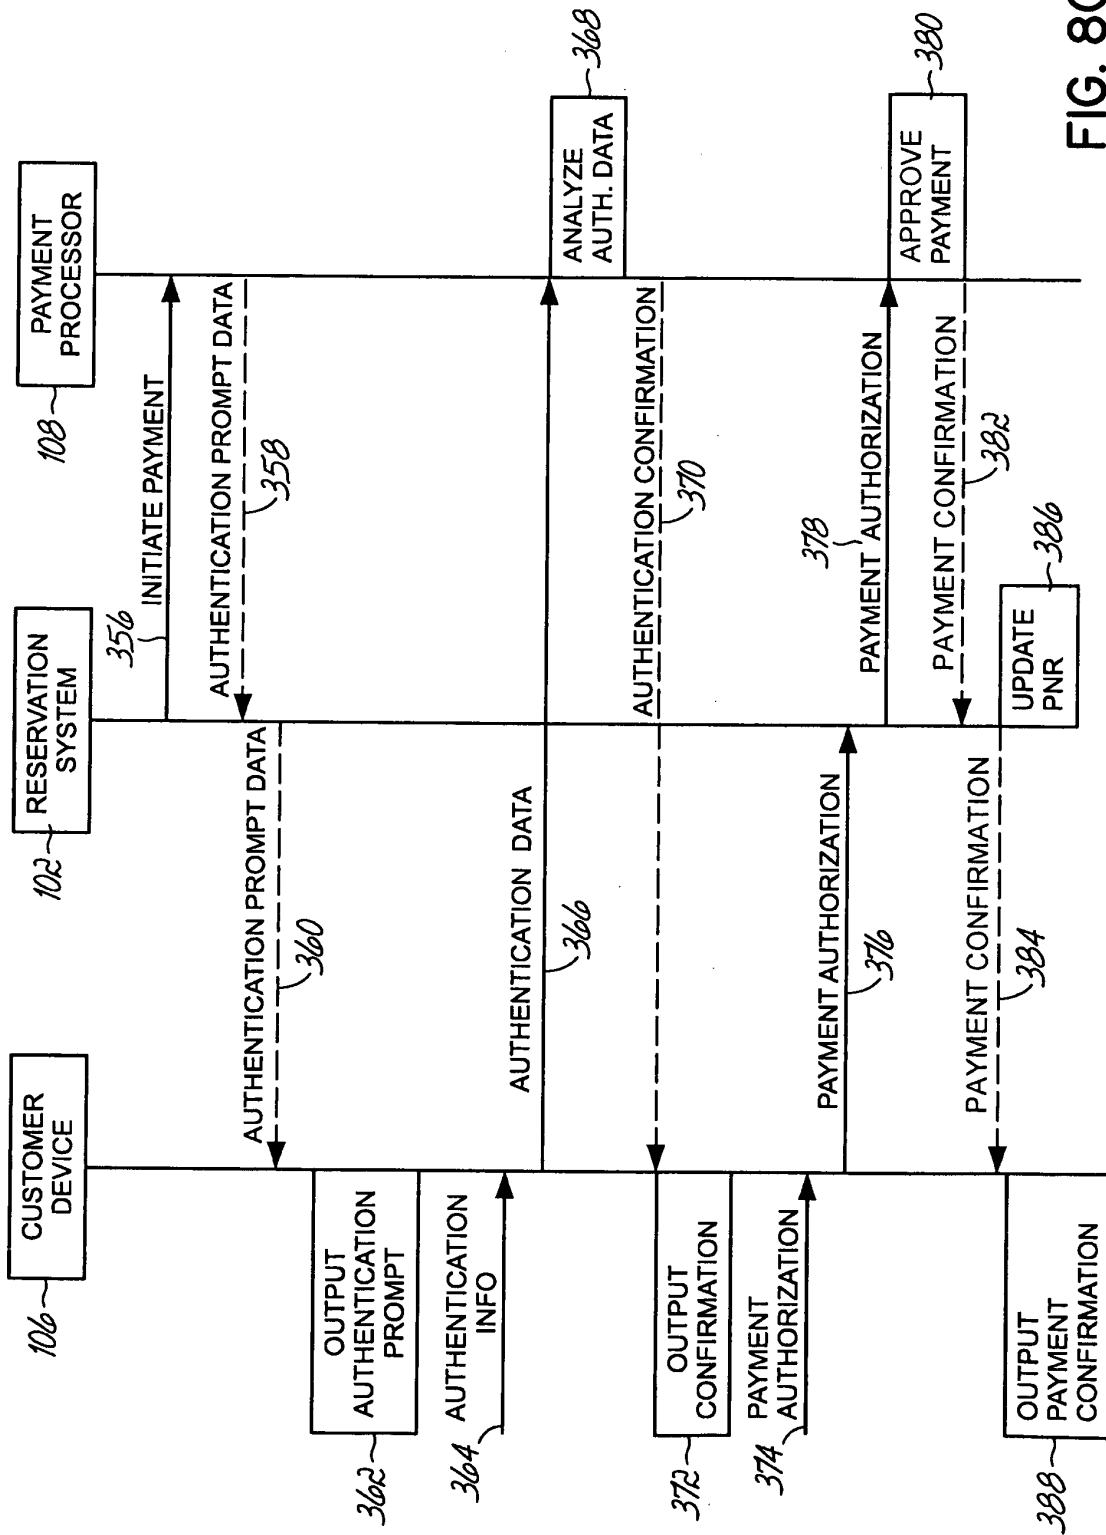 106
CUSTOMER
DEVICE
102
RESERVATION
SYSTEM
108
PAYMENT
PROCESSOR
356
INITIATE PAYMENT
AUTHENTICATION PROMPT DATA
358
AUTHENTICATION PROMPT DATA
360
362
OUTPUT
AUTHENTICATION
PROMPT
364
AUTHENTICATION
INFO
AUTHENTICATION DATA
366
ANALYZE
AUTH. DATA
368
AUTHENTICATION CONFIRMATION
370
372
OUTPUT
CONFIRMATION
374
PAYMENT
AUTHORIZATION
PAYMENT AUTHORIZATION
376
378
PAYMENT AUTHORIZATION
APPROVE
PAYMENT
380
PAYMENT CONFIRMATION
382
UPDATE
PNR
386
PAYMENT CONFIRMATION
384
388
OUTPUT
PAYMENT
CONFIRMATION
FIG. 8C